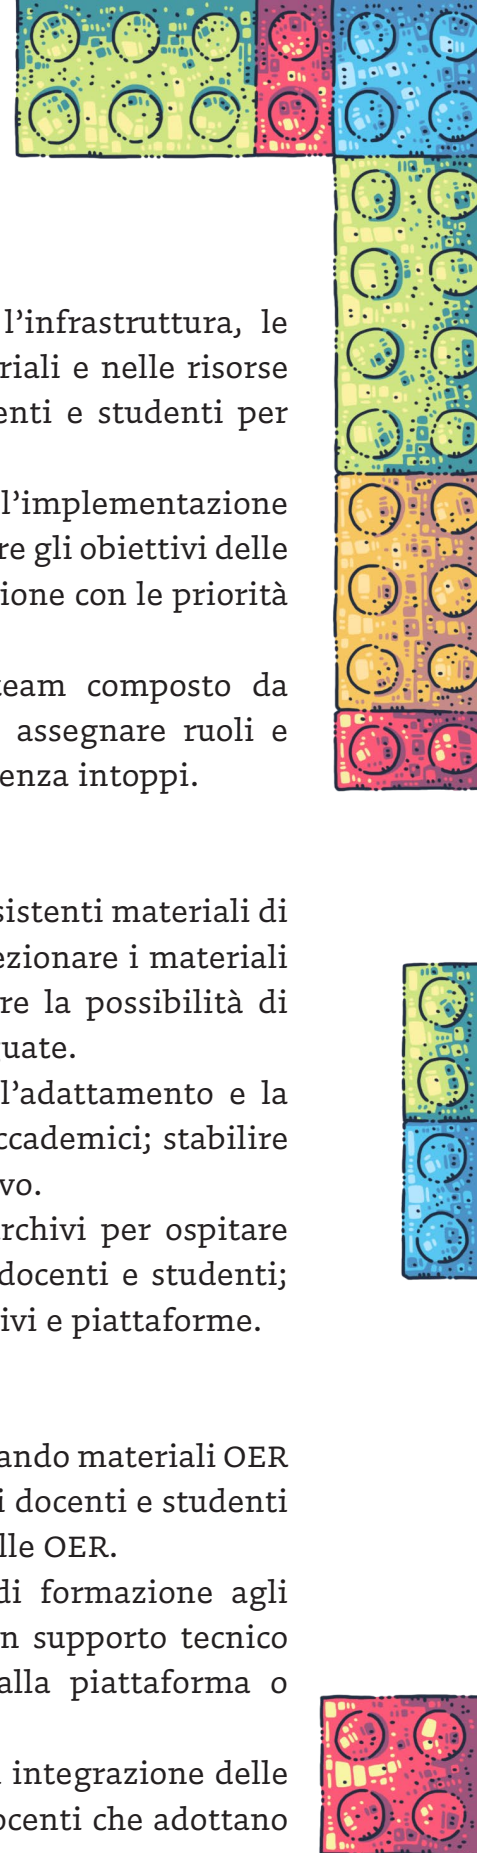 l’infrastruttura, le
riali e nelle risorse
enti e studenti per
l’implementazione
re gli obiettivi delle
ione con le priorità
team composto da
assegnare ruoli e
enza intoppi.
sistenti materiali di
ezionare i materiali
re la possibilità di
guate.
l’adattamento e la
ccademici; stabilire
vo.
rchivi per ospitare
docenti e studenti;
ivi e piattaforme.
ando materiali OER
i docenti e studenti
lle OER.
di formazione agli
n supporto tecnico
alla piattaforma o
integrazione delle
ocenti che adottano